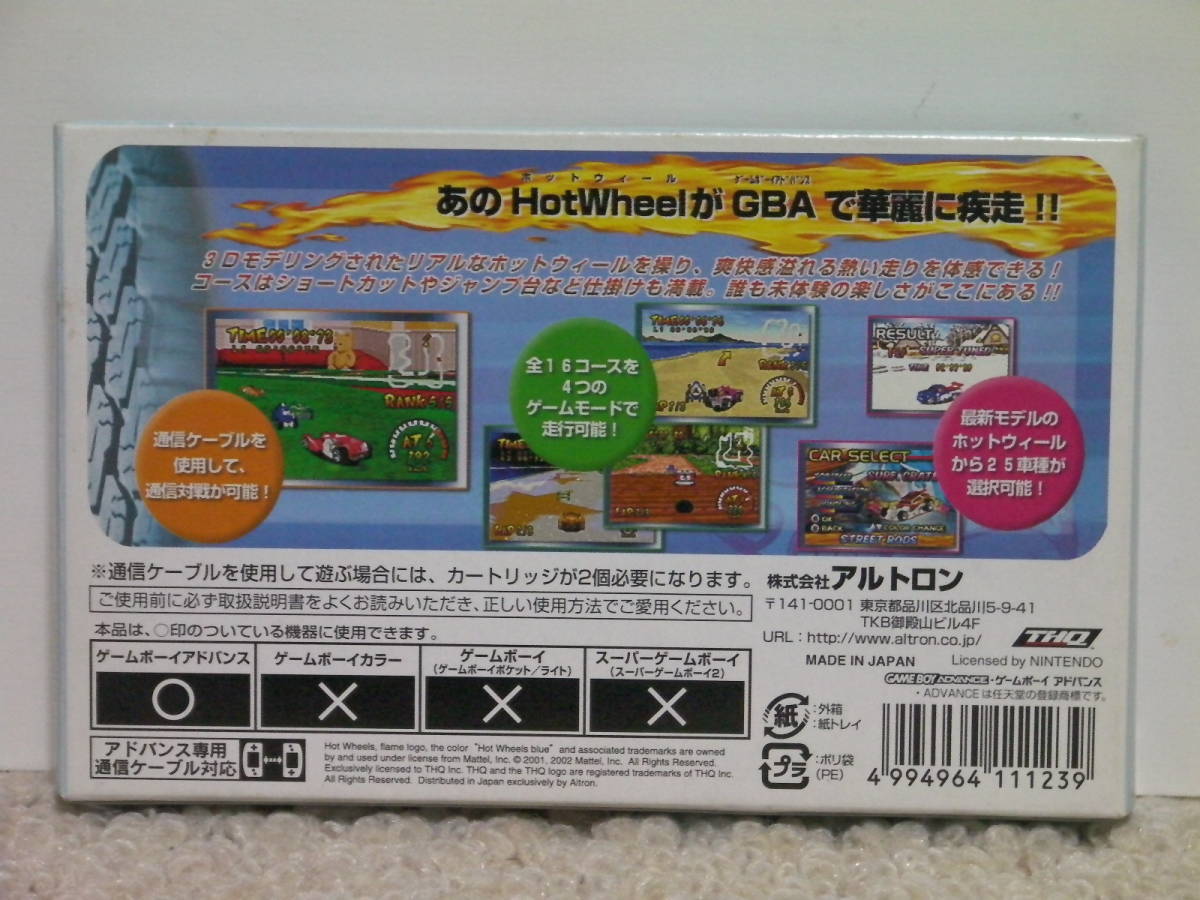 ホットウィール ゲームボーイアドバンス
あの HotWheelが GBA で華麗に疾走!!
3Dモデリングされたリアルなホットウィールを操り、爽快感溢れる熱い走りを体感できる!
コースはショートカットやジャンプ台など仕掛けも満載。誰も未体験の楽しさがここにある!!
通信ケーブルを
使用して、
通信対戦が可能!
全16コースを
4つの
ゲームモードで
走行可能!
最新モデルの
ホットウィール
から25車種が
選択可能!
RANK 5/5
RESULT
SUPER TUNED
CAR SELECT
OK
BACK
COLOR CHANGE
STREET RODS
※通信ケーブルを使用して遊ぶ場合には、カートリッジが2個必要になります。
ご使用前に必ず取扱説明書をよくお読みいただき、正しい使用方法でご愛用ください。
本品は、○印のついている機器に使用できます。
ゲームボーイアドバンス
○
ゲームボーイカラー
×
ゲームボーイ
(ゲームボーイポケット/ライト)
×
スーパーゲームボーイ
(スーパーゲームボーイ2)
×
アドバンス専用
通信ケーブル対応
Hot Wheels, flame logo, the color "Hot Wheels blue" and associated trademarks are owned
by and used under license from Mattel, Inc. © 2001, 2002 Mattel, Inc. All Rights Reserved.
Exclusively licensed to THQ Inc. THQ and the THQ logo are registered trademarks of THQ Inc.
All Rights Reserved. Distributed in Japan exclusively by Altron.
株式会社 アルトロン
〒141-0001 東京都品川区北品川5-9-41
TKB御殿山ビル4F
URL : http://www.altron.co.jp/
THQ
MADE IN JAPAN Licensed by NINTENDO
GAME BOY ADVANCE・ゲームボーイ アドバンス
・ADVANCEは任天堂の登録商標です。
紙
:外箱
:紙トレイ
プラ
:ポリ袋
(PE)
4 994964 111239